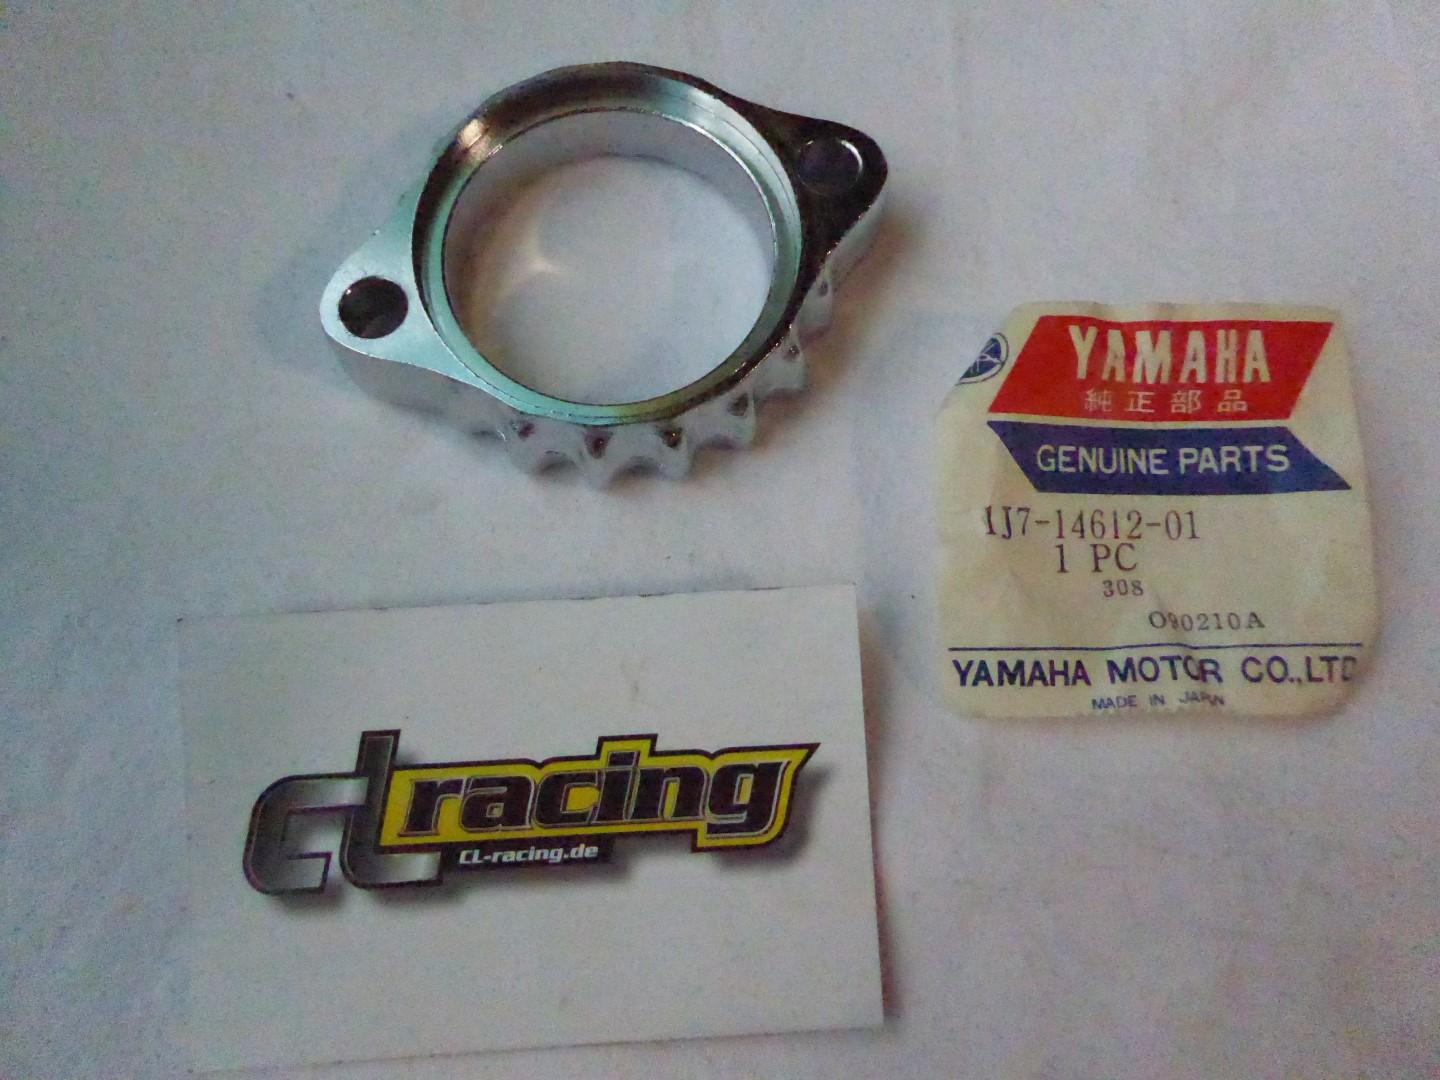 YAMAHA
純正部品
GENUINE PARTS
1J7-14612-01
1 PC
308
090210A
YAMAHA MOTOR CO.,LTD
MADE IN JAPAN
cl racing
CL-racing.de